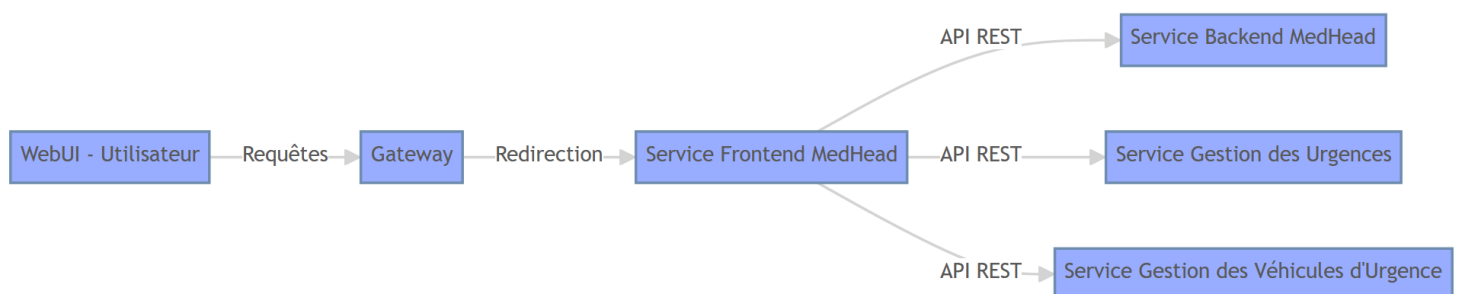 WebUI - Utilisateur
Requêtes
Gateway
Redirection
Service Frontend MedHead
API REST
Service Backend MedHead
API REST
Service Gestion des Urgences
API REST
Service Gestion des Véhicules d'Urgence